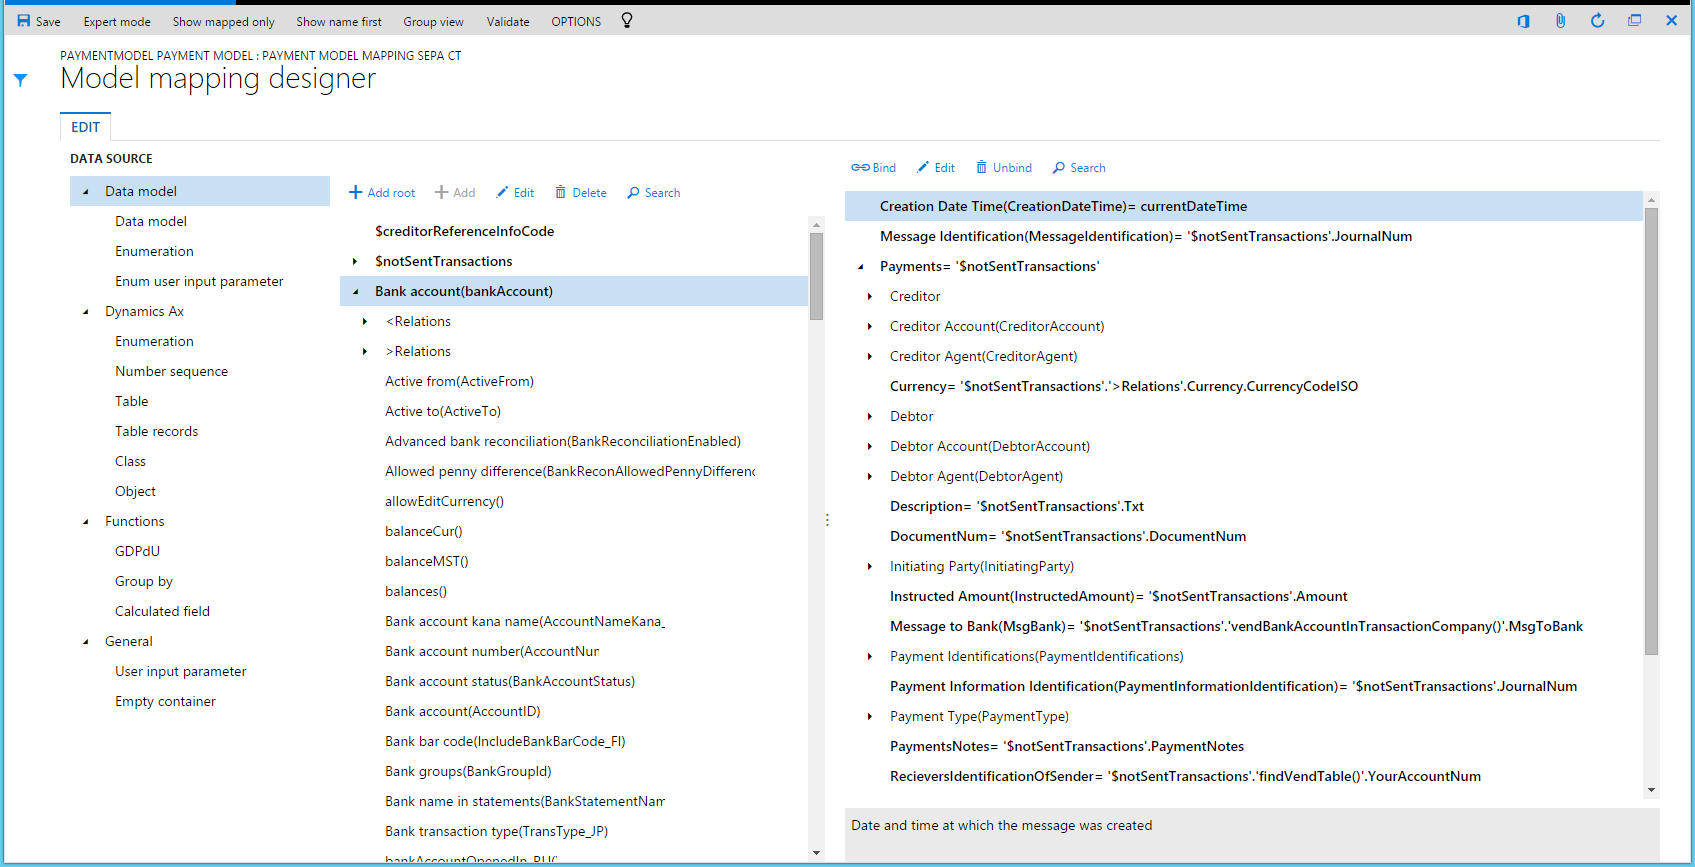 Save Expert mode Show mapped only Show name first Group view Validate OPTIONS
PAYMENTMODEL PAYMENT MODEL : PAYMENT MODEL MAPPING SEPA CT
Model mapping designer
EDIT
DATA SOURCE
Data model
Data model
Enumeration
Enum user input parameter
Dynamics Ax
Enumeration
Number sequence
Table
Table records
Class
Object
Functions
GDPdU
Group by
Calculated field
General
User input parameter
Empty container
Add root Add Edit Delete Search
$creditorReferenceInfoCode
$notSentTransactions
Bank account(bankAccount)
<Relations
>Relations
Active from(ActiveFrom)
Active to(ActiveTo)
Advanced bank reconciliation(BankReconciliationEnabled)
Allowed penny difference(BankReconAllowedPennyDifferenc
allowEditCurrency()
balanceCur()
balanceMST()
balances()
Bank account kana name(AccountNameKana_
Bank account number(AccountNun
Bank account status(BankAccountStatus)
Bank account(AccountID)
Bank bar code(IncludeBankBarCode_FI)
Bank groups(BankGroupId)
Bank name in statements(BankStatementNam
Bank transaction type(TransType_JP)
bankAccountOpenedIn_RU('
Bind Edit Unbind Search
Creation Date Time(CreationDateTime)= currentDateTime
Message Identification(MessageIdentification)= '$notSentTransactions'.JournalNum
Payments= '$notSentTransactions'
Creditor
Creditor Account(CreditorAccount)
Creditor Agent(CreditorAgent)
Currency= '$notSentTransactions'.'>Relations'.Currency.CurrencyCodeISO
Debtor
Debtor Account(DebtorAccount)
Debtor Agent(DebtorAgent)
Description= '$notSentTransactions'.Txt
DocumentNum= '$notSentTransactions'.DocumentNum
Initiating Party(InitiatingParty)
Instructed Amount(InstructedAmount)= '$notSentTransactions'.Amount
Message to Bank(MsgBank)= '$notSentTransactions'.'vendBankAccountInTransactionCompany()'.MsgToBank
Payment Identifications(PaymentIdentifications)
Payment Information Identification(PaymentInformationIdentification)= '$notSentTransactions'.JournalNum
Payment Type(PaymentType)
PaymentsNotes= '$notSentTransactions'.PaymentNotes
RecieversIdentificationOfSender= '$notSentTransactions'.'findVendTable()'.YourAccountNum
Date and time at which the message was created